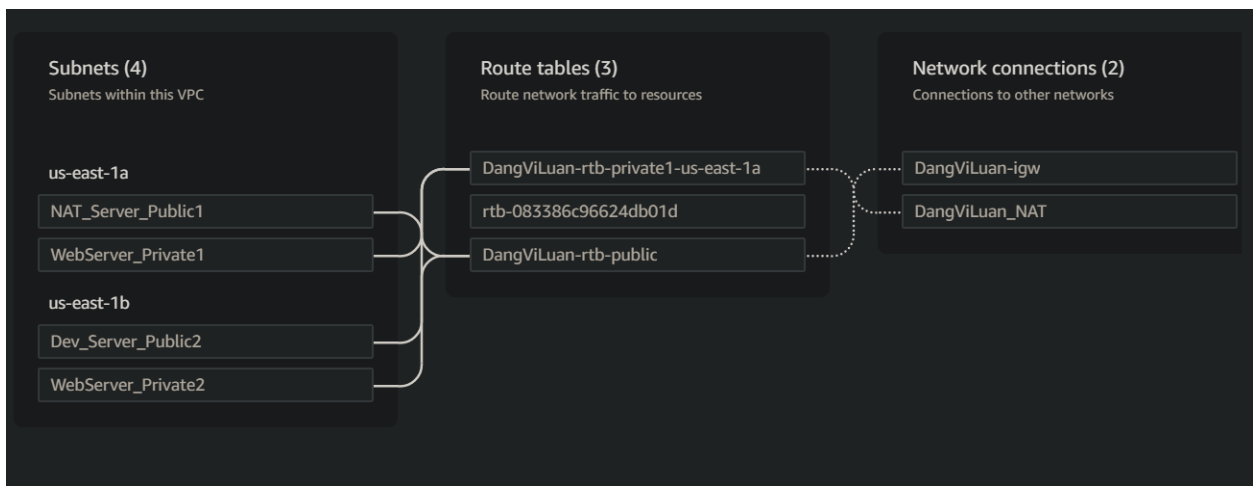 Subnets (4)
Subnets within this VPC
us-east-1a
NAT_Server_Public1
WebServer_Private1
us-east-1b
Dev_Server_Public2
WebServer_Private2
Route tables (3)
Route network traffic to resources
DangViLuan-rtb-private1-us-east-1a
rtb-083386c96624db01d
DangViLuan-rtb-public
Network connections (2)
Connections to other networks
DangViLuan-igw
DangViLuan_NAT